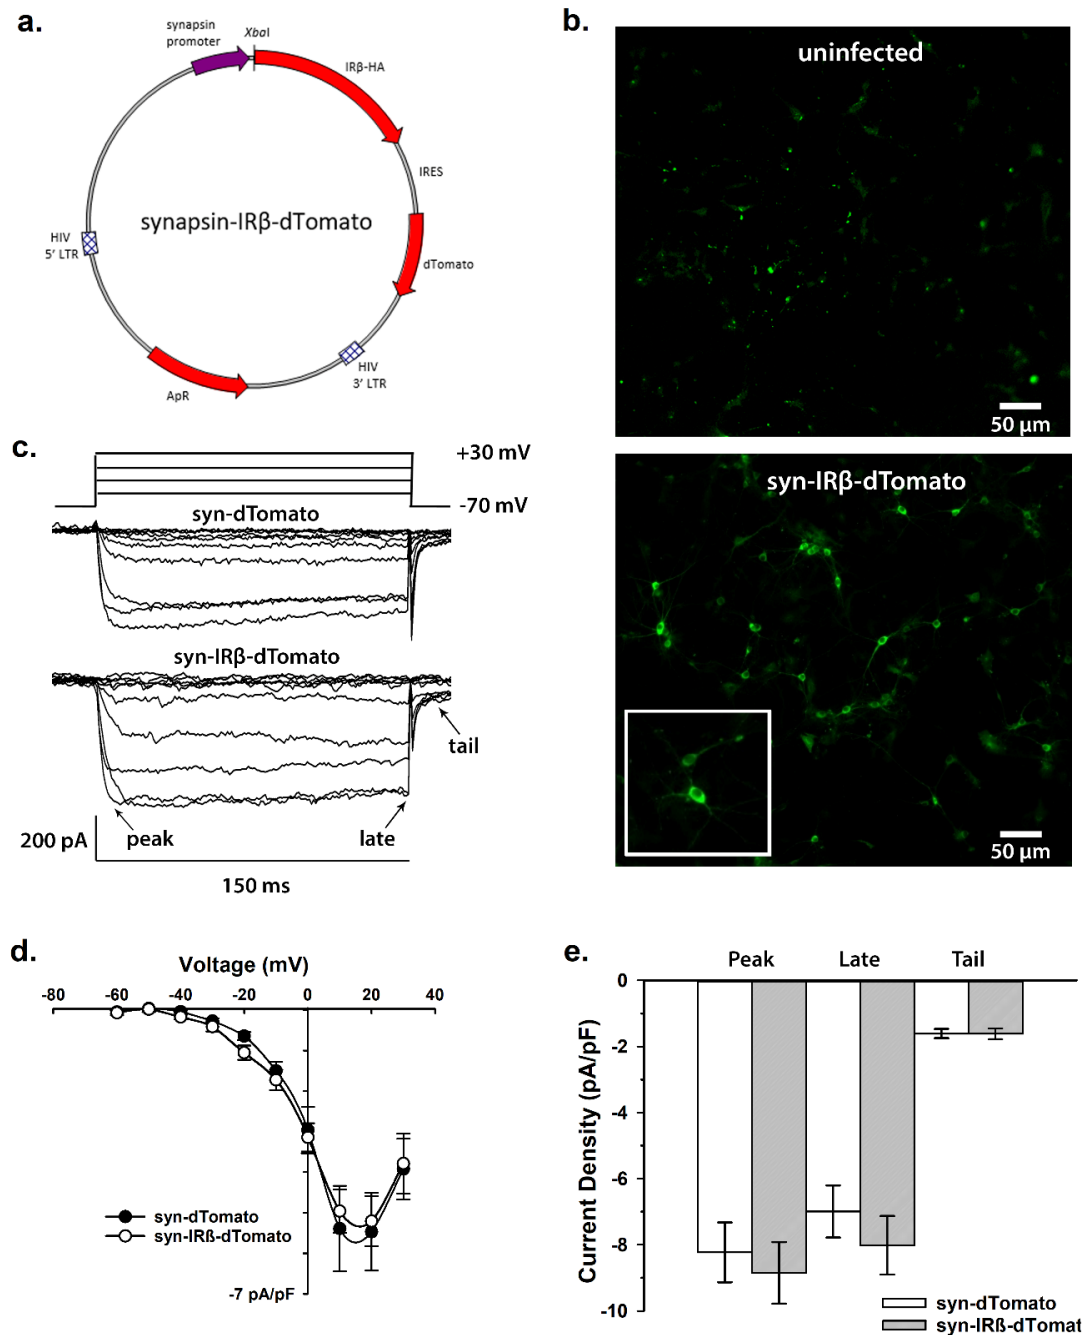 a.
synapsin
promoter
XbaI
IRβ-HA
IRES
synapsin-IRβ-dTomato
HIV
5' LTR
dTomato
HIV
3' LTR
ApR
b.
uninfected
50 µm
syn-IRβ-dTomato
50 µm
c.
+30 mV
-70 mV
syn-dTomato
syn-IRβ-dTomato
tail
peak
late
200 pA
150 ms
d.
Voltage (mV)
-80
-60
-40
-20
0
20
40
syn-dTomato
syn-IRß-dTomato
-7 pA/pF
e.
Peak
Late
Tail
0
-2
-4
-6
-8
-10
Current Density (pA/pF)
syn-dTomato
syn-IRß-dTomat